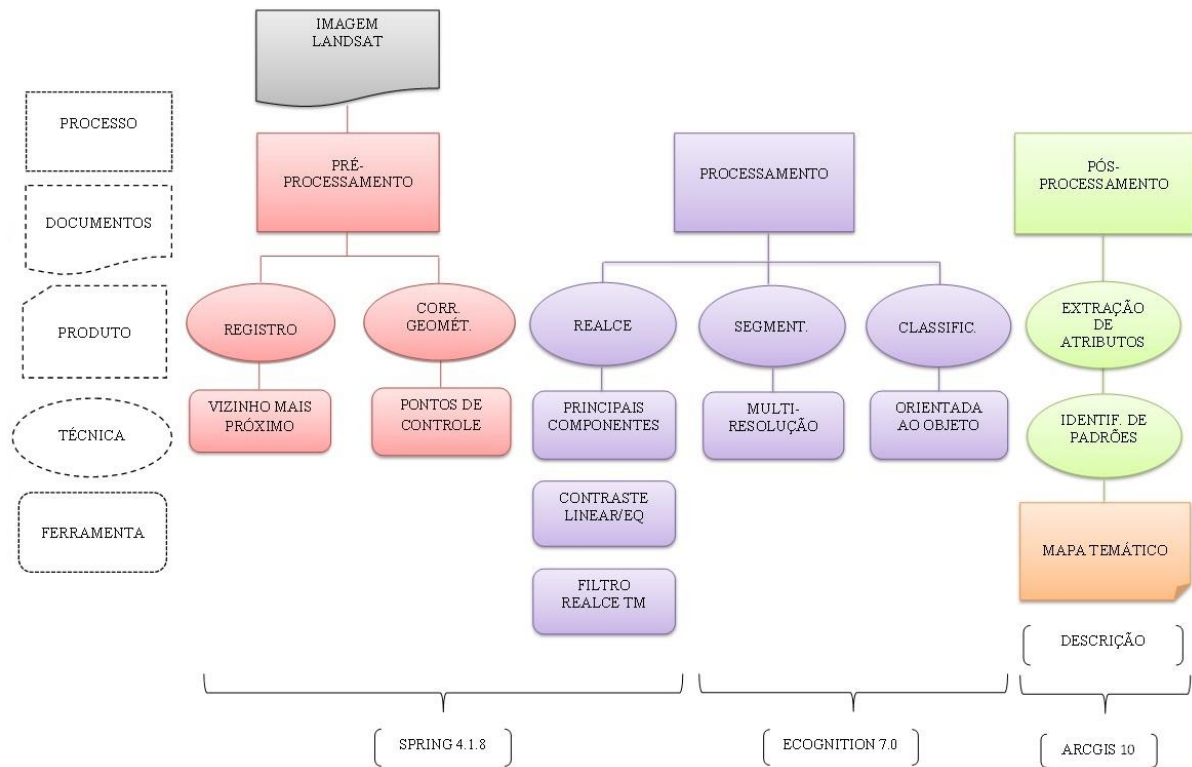 IMAGEM
LANDSAT
PROCESSO
DOCUMENTOS
PRODUTO
TÉCNICA
FERRAMENTA
PRÉ-
PROCESSAMENTO
REGISTRO
CORR.
GEOMÉT.
VIZINHO MAIS
PRÓXIMO
PONTOS DE
CONTROLE
PROCESSAMENTO
REALCE
SEGMENT.
CLASSIFIC.
PRINCIPAIS
COMPONENTES
MULTI-
RESOLUÇÃO
ORIENTADA
AO OBJETO
CONTRASTE
LINEAR/EQ
FILTRO
REALCE TM
PÓS-
PROCESSAMENTO
EXTRAÇÃO
DE
ATRIBUTOS
IDENTIF. DE
PADRÕES
MAPA TEMÁTICO
DESCRIÇÃO
SPRING 4.1.8
ECOGNITION 7.0
ARCGIS 10